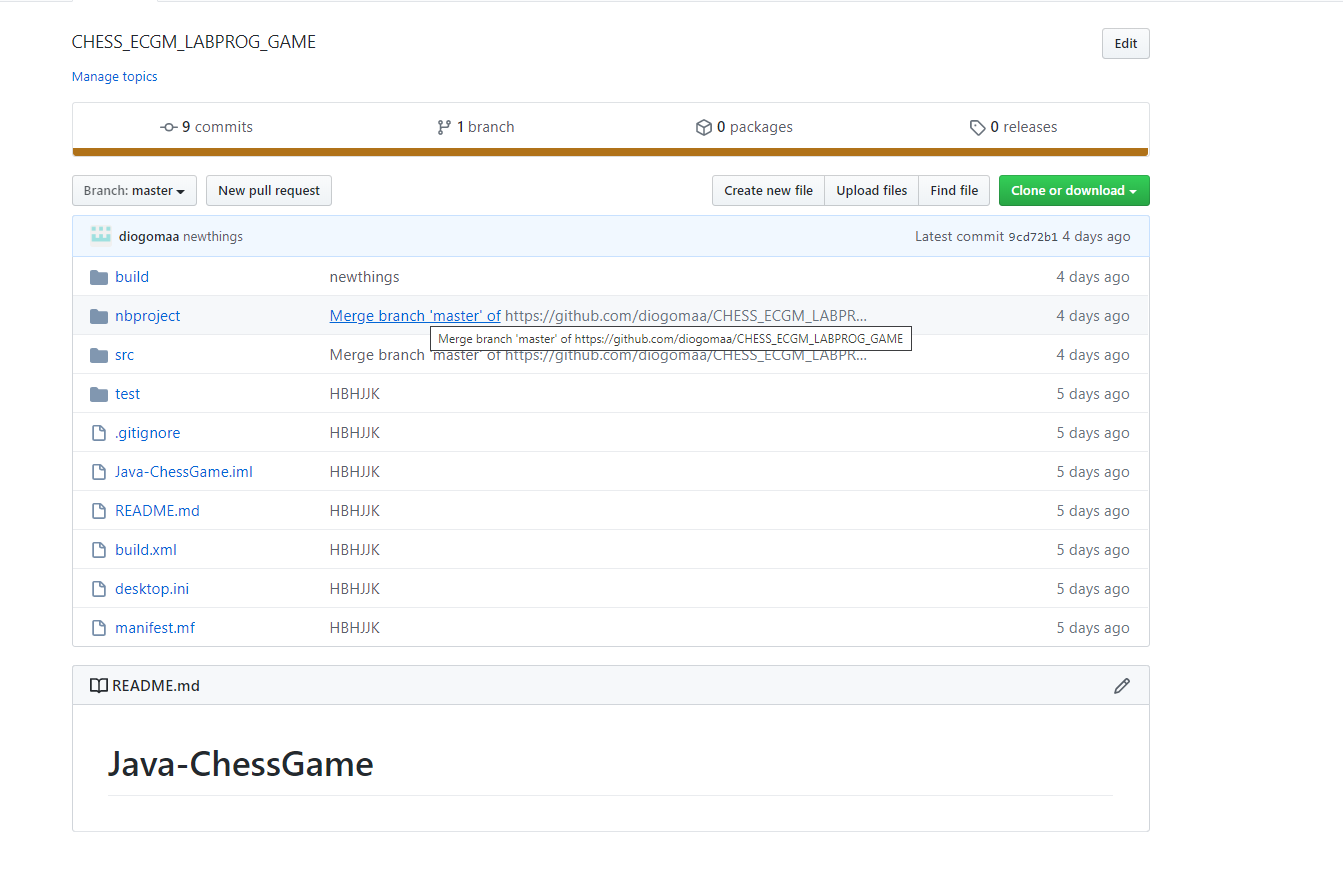 CHESS_ECGM_LABPROG_GAME
Edit
Manage topics
9 commits 1 branch 0 packages 0 releases
Branch: master New pull request Create new file Upload files Find file Clone or download
diogomaa newthings Latest commit 9cd72b1 4 days ago
build newthings 4 days ago
nbproject Merge branch 'master' of https://github.com/diogomaa/CHESS_ECGM_LABPR... 4 days ago
Merge branch 'master' of https://github.com/diogomaa/CHESS_ECGM_LABPROG_GAME
src Merge branch 'master' of https://github.com/diogomaa/CHESS_ECGM_LABPR... 4 days ago
test HBHJJK 5 days ago
.gitignore HBHJJK 5 days ago
Java-ChessGame.iml HBHJJK 5 days ago
README.md HBHJJK 5 days ago
build.xml HBHJJK 5 days ago
desktop.ini HBHJJK 5 days ago
manifest.mf HBHJJK 5 days ago
README.md
Java-ChessGame